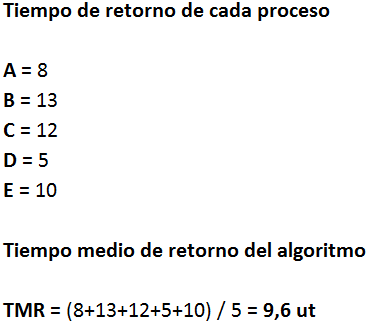 Tiempo de retorno de cada proceso
A = 8
B = 13
C = 12
D = 5
E = 10
Tiempo medio de retorno del algoritmo
TMR = (8+13+12+5+10) / 5 = 9,6 ut